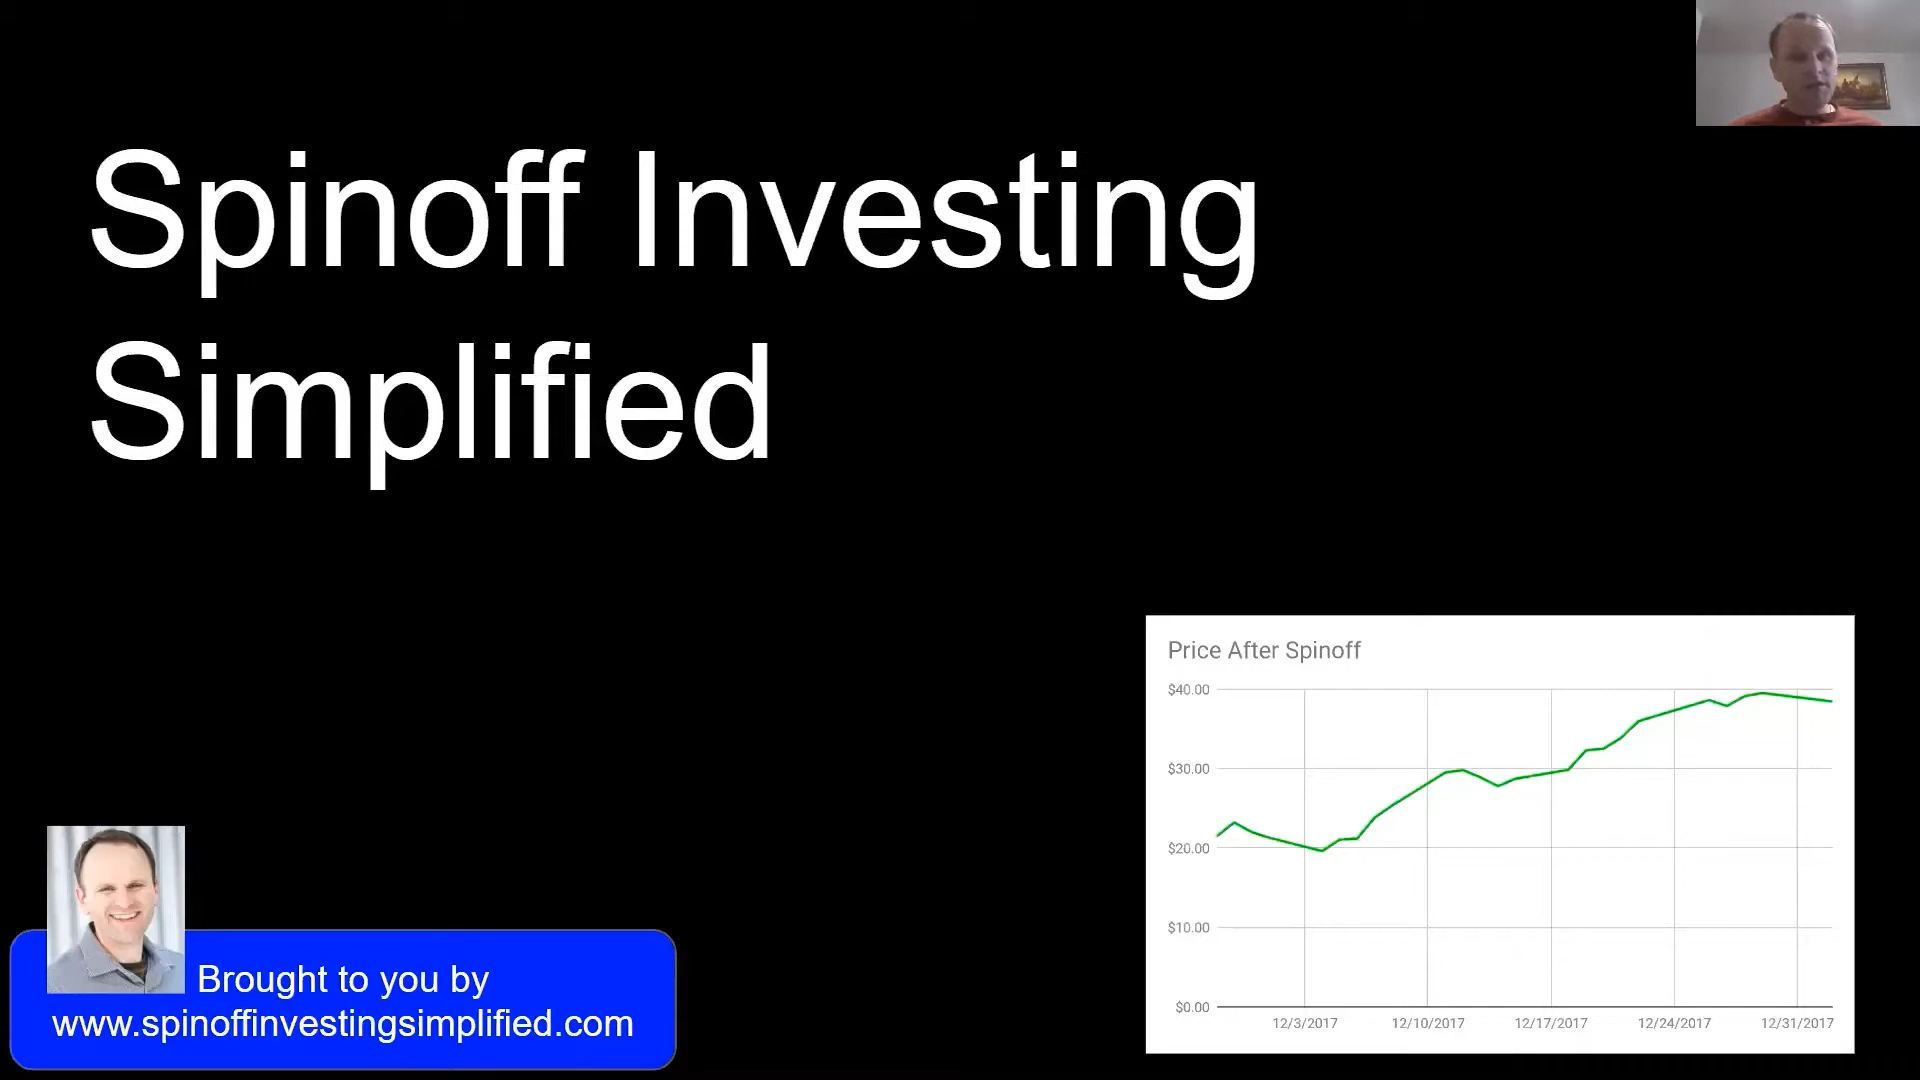 Spinoff Investing
Simplified
Price After Spinoff
$40.00
$30.00
$20.00
$10.00
$0.00
12/3/2017
12/10/2017
12/17/2017
12/24/2017
12/31/2017
Brought to you by
www.spinoffinvestingsimplified.com